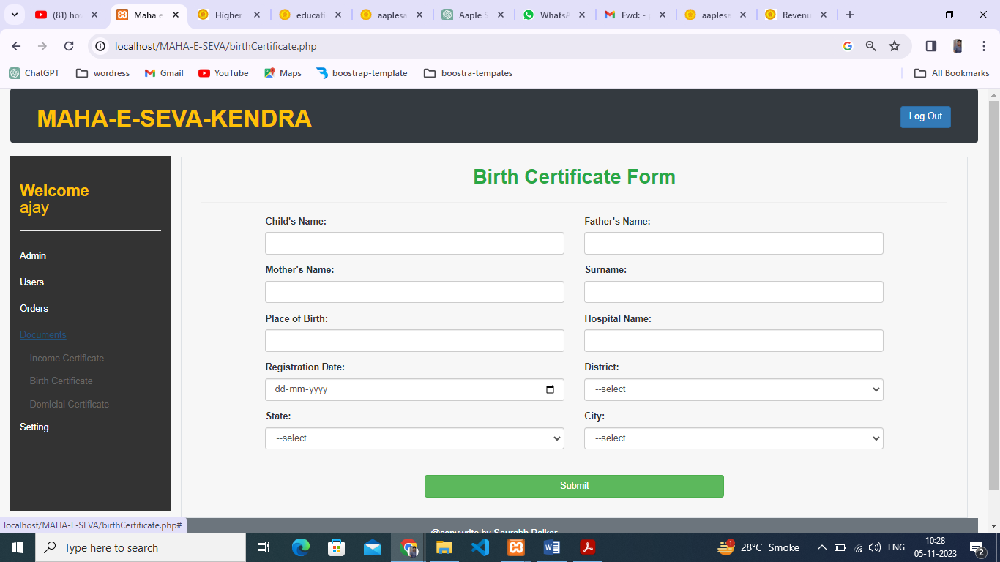 (81) hov
Maha e
Higher
educati
aaplesa
Aaple S
WhatsA
Fwd: -
aaplesa
Revenu
localhost/MAHA-E-SEVA/birthCertificate.php
ChatGPT wordress Gmail YouTube Maps boostrap-template boostra-tempates All Bookmarks
MAHA-E-SEVA-KENDRA
Log Out
Welcome
ajay
Admin
Users
Orders
Documents
Income Certificate
Birth Certificate
Domicial Certificate
Setting
Birth Certificate Form
Child's Name: Father's Name:
Mother's Name: Surname:
Place of Birth: Hospital Name:
Registration Date: District:
dd-mm-yyyy --select
State: City:
--select --select
Submit
localhost/MAHA-E-SEVA/birthCertificate.php#
@copywrite by Saurabh
Type here to search
28°C Smoke
ENG
10:28
05-11-2023
1
2